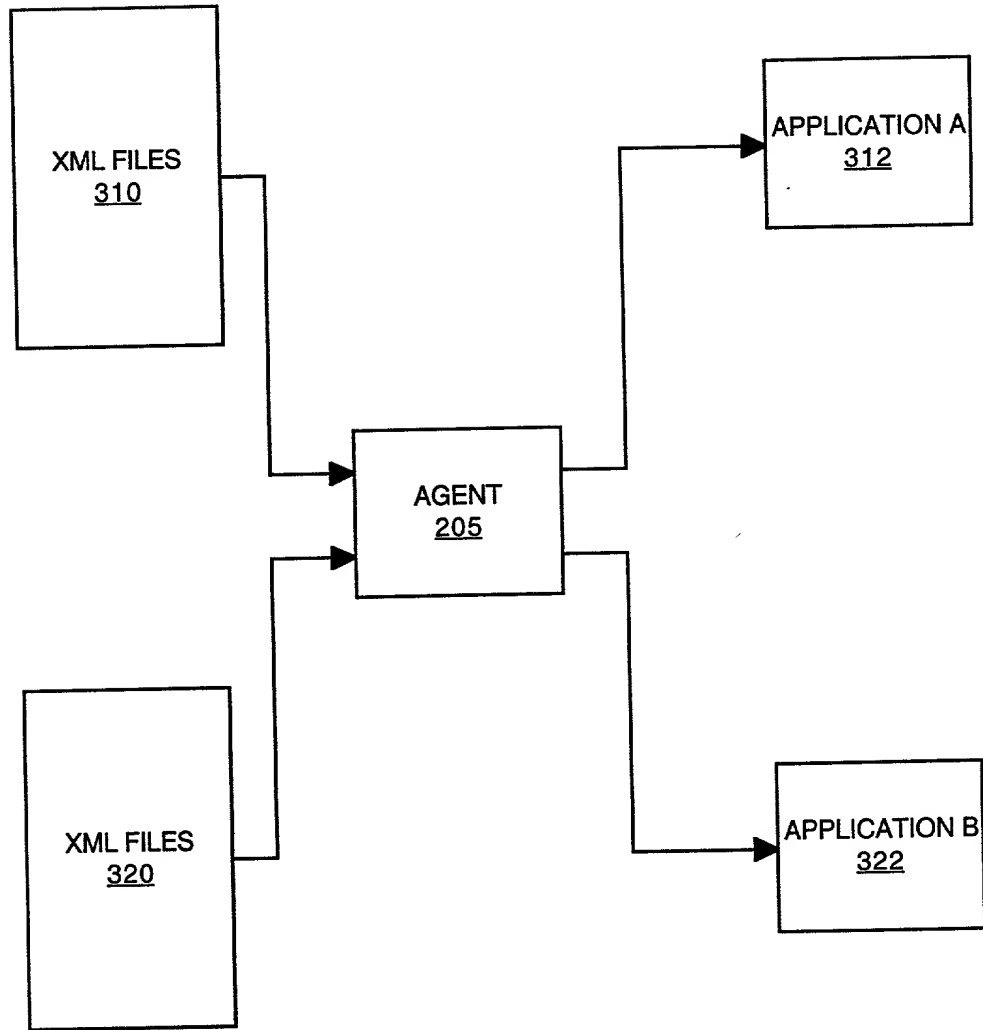 XML FILES
310
APPLICATION A
312
AGENT
205
XML FILES
320
APPLICATION B
322